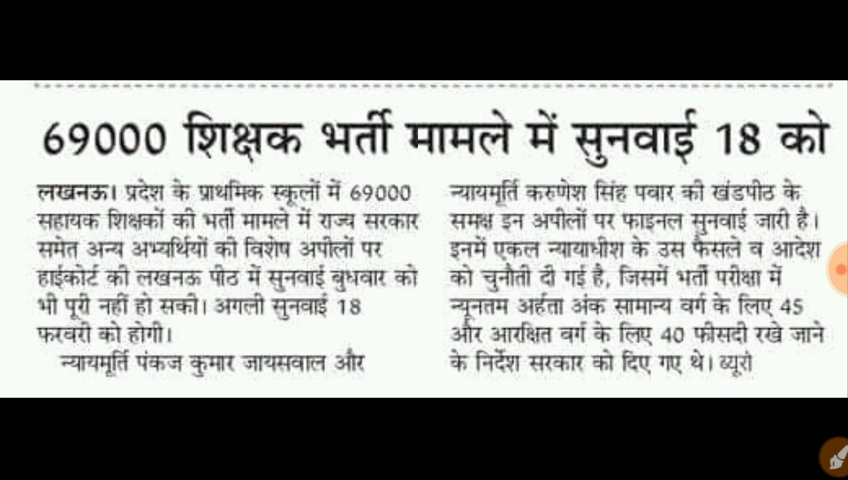 69000 शिक्षक भर्ती मामले में सुनवाई 18 को
लखनऊ। प्रदेश के प्राथमिक स्कूलों में 69000
सहायक शिक्षकों की भर्ती मामले में राज्य सरकार
समेत अन्य अभ्यर्थियों की विशेष अपीलों पर
हाईकोर्ट की लखनऊ पीठ में सुनवाई बुधवार को
भी पूरी नहीं हो सकी। अगली सुनवाई 18
फरवरी को होगी।
न्यायमूर्ति पंकज कुमार जायसवाल और
न्यायमूर्ति करुणेश सिंह पवार की खंडपीठ के
समक्ष इन अपीलों पर फाइनल सुनवाई जारी है।
इनमें एकल न्यायाधीश के उस फैसले व आदेश
को चुनौती दी गई है, जिसमें भर्ती परीक्षा में
न्यूनतम अर्हता अंक सामान्य वर्ग के लिए 45
और आरक्षित वर्ग के लिए 40 फीसदी रखे जाने
के निर्देश सरकार को दिए गए थे। ब्यूरो